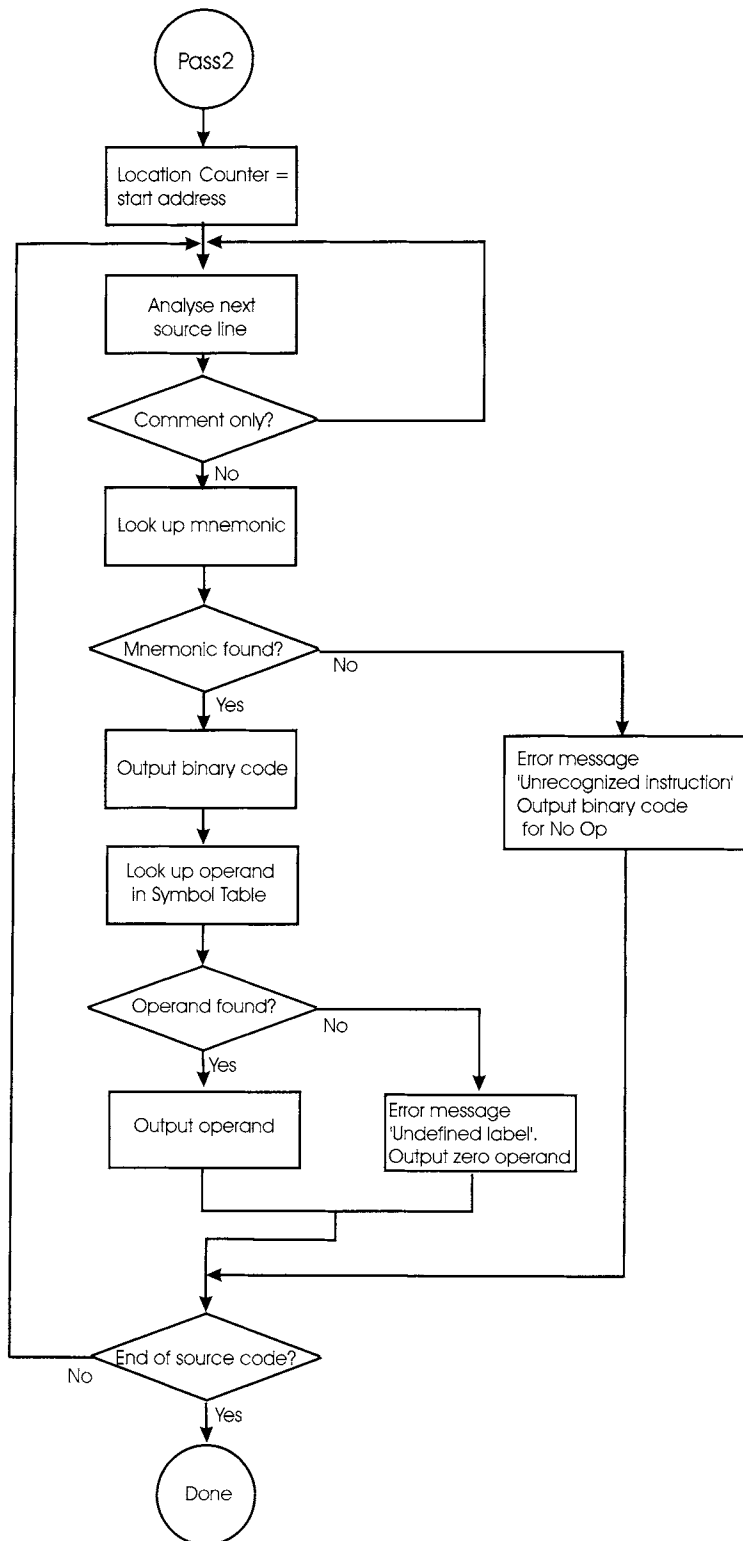 Pass2
Location Counter =
start address
Analyse next
source line
Comment only?
No
Look up mnemonic
Mnemonic found?
No
Yes
Output binary code
Error message
'Unrecognized instruction'
Output binary code
for No Op
Look up operand
in Symbol Table
Operand found?
No
Yes
Output operand
Error message
'Undefined label'.
Output zero operand
End of source code?
No
Yes
Done